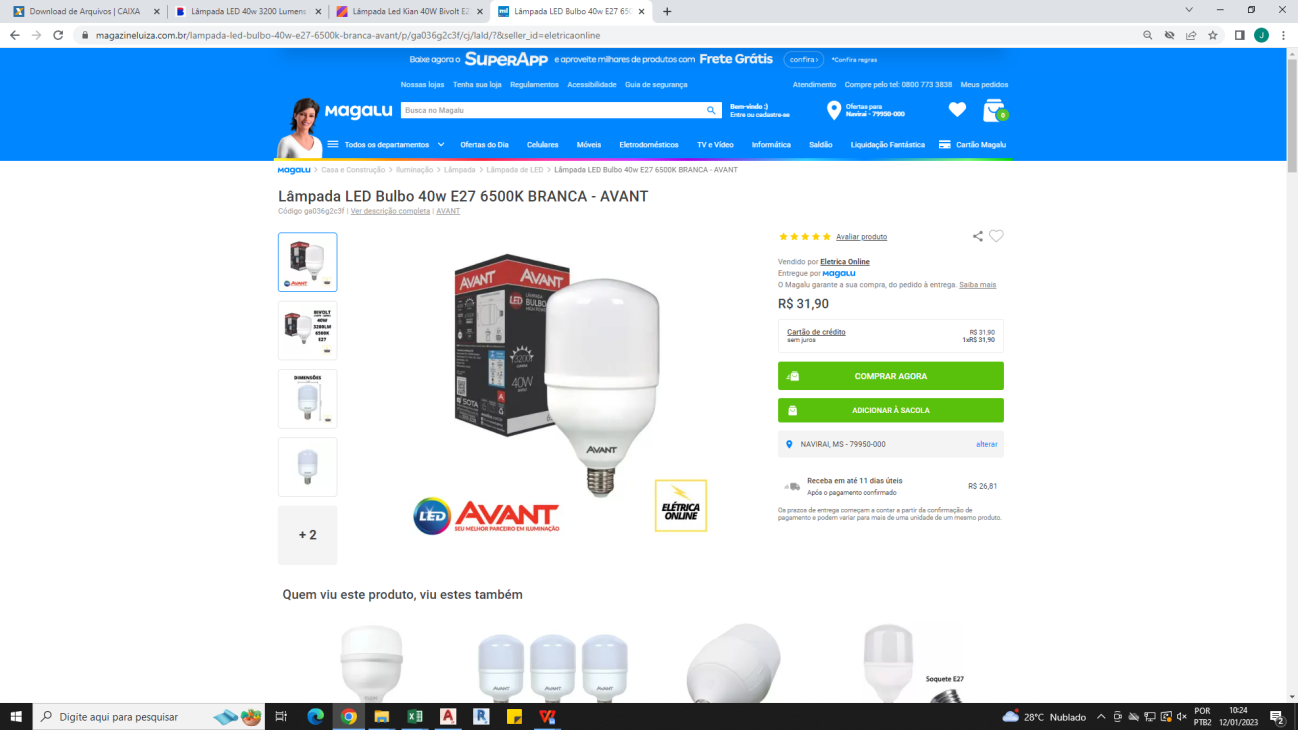 Download de Arquivos | CAIXA
Lâmpada LED 40w 3200 Lumens
Lâmpada Led Kian 40W Bivolt E2
Lâmpada LED Bulbo 40w E27 650
magazineluiza.com.br/lampada-led-bulbo-40w-e27-6500k-branca-avant/p/ga036g2c3f/cj/lald/?&seller_id=eletricaonline
Baixe agora o SuperApp e aproveite milhares de produtos com Frete Grátis confira › *Confira regras
Nossas lojas Tenha sua loja Regulamentos Acessibilidade Guia de segurança Atendimento Compre pelo tel: 0800 773 3838 Meus pedidos
Magalu
Busca no Magalu
Bem-vindo :)
Entre ou cadastre-se
Ofertas para
Naviraí - 79950-000
0
Todos os departamentos Ofertas do Dia Celulares Móveis Eletrodomésticos TV e Vídeo Informática Saldão Liquidação Fantástica Cartão Magalu
Magalu > Casa e Construção > Iluminação > Lâmpada > Lâmpada de LED > Lâmpada LED Bulbo 40w E27 6500K BRANCA - AVANT
Lâmpada LED Bulbo 40w E27 6500K BRANCA - AVANT
Código ga036g2c3f | Ver descrição completa | AVANT
Avaliar produto
Vendido por Eletrica Online
Entregue por Magalu
O Magalu garante a sua compra, do pedido à entrega. Saiba mais
R$ 31,90
Cartão de crédito R$ 31,90
sem juros 1xR$ 31,90
COMPRAR AGORA
ADICIONAR À SACOLA
NAVIRAI, MS - 79950-000 alterar
Receba em até 11 dias úteis R$ 26,81
Após o pagamento confirmado
Os prazos de entrega começam a contar a partir da confirmação de
pagamento e podem variar para mais de uma unidade de um mesmo produto.
BIVOLT
40W
3200LM
6500K
E27
DIMENSÕES
+ 2
AVANT AVANT
LED
LÂMPADA
BULBO
3200
40W
SOTA
AVANT
LED AVANT
SEU MELHOR PARCEIRO EM ILUMINAÇÃO
ELÉTRICA
ONLINE
Quem viu este produto, viu estes também
AVANT AVANT AVANT
Soquete E27
Digite aqui para pesquisar
28°C Nublado
POR
PTB2
10:24
12/01/2023
2